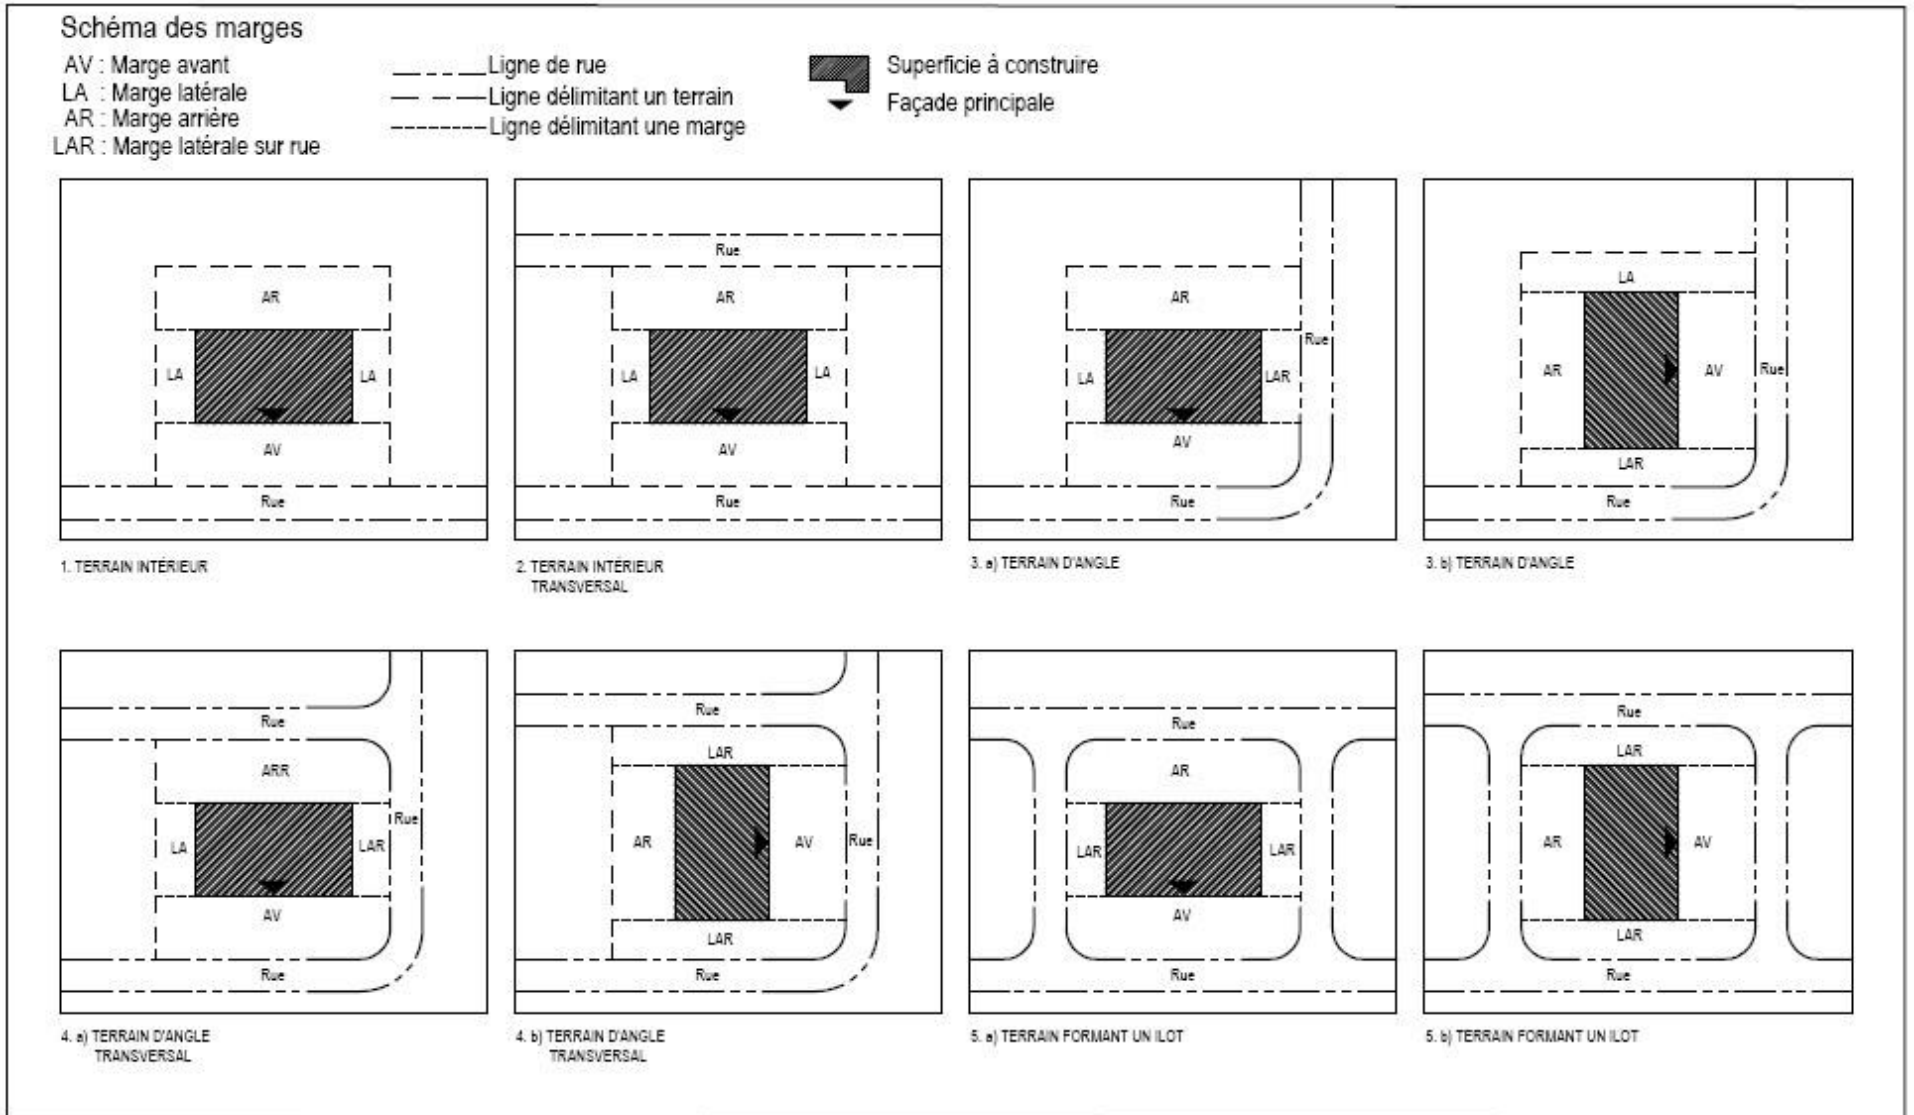 Schéma des marges
AV : Marge avant
LA : Marge latérale
AR : Marge arrière
LAR : Marge latérale sur rue
Ligne de rue
Ligne délimitant un terrain
Ligne délimitant une marge
Superficie à construire
Façade principale
AR
LA
LA
AV
Rue
1. TERRAIN INTÉRIEUR
Rue
AR
LA
LA
AV
Rue
2. TERRAIN INTÉRIEUR
TRANSVERSAL
AR
Rue
LA
LAR
AV
Rue
3. a) TERRAIN D'ANGLE
LA
AR
AV
Rue
LAR
Rue
3. b) TERRAIN D'ANGLE
Rue
ARR
Rue
LA
LAR
AV
Rue
4. a) TERRAIN D'ANGLE
TRANSVERSAL
Rue
LAR
AR
AV
Rue
LAR
Rue
4. b) TERRAIN D'ANGLE
TRANSVERSAL
Rue
AR
LAR
LAR
AV
Rue
5. a) TERRAIN FORMANT UN ILOT
Rue
LAR
AR
AV
LAR
Rue
5. b) TERRAIN FORMANT UN ILOT